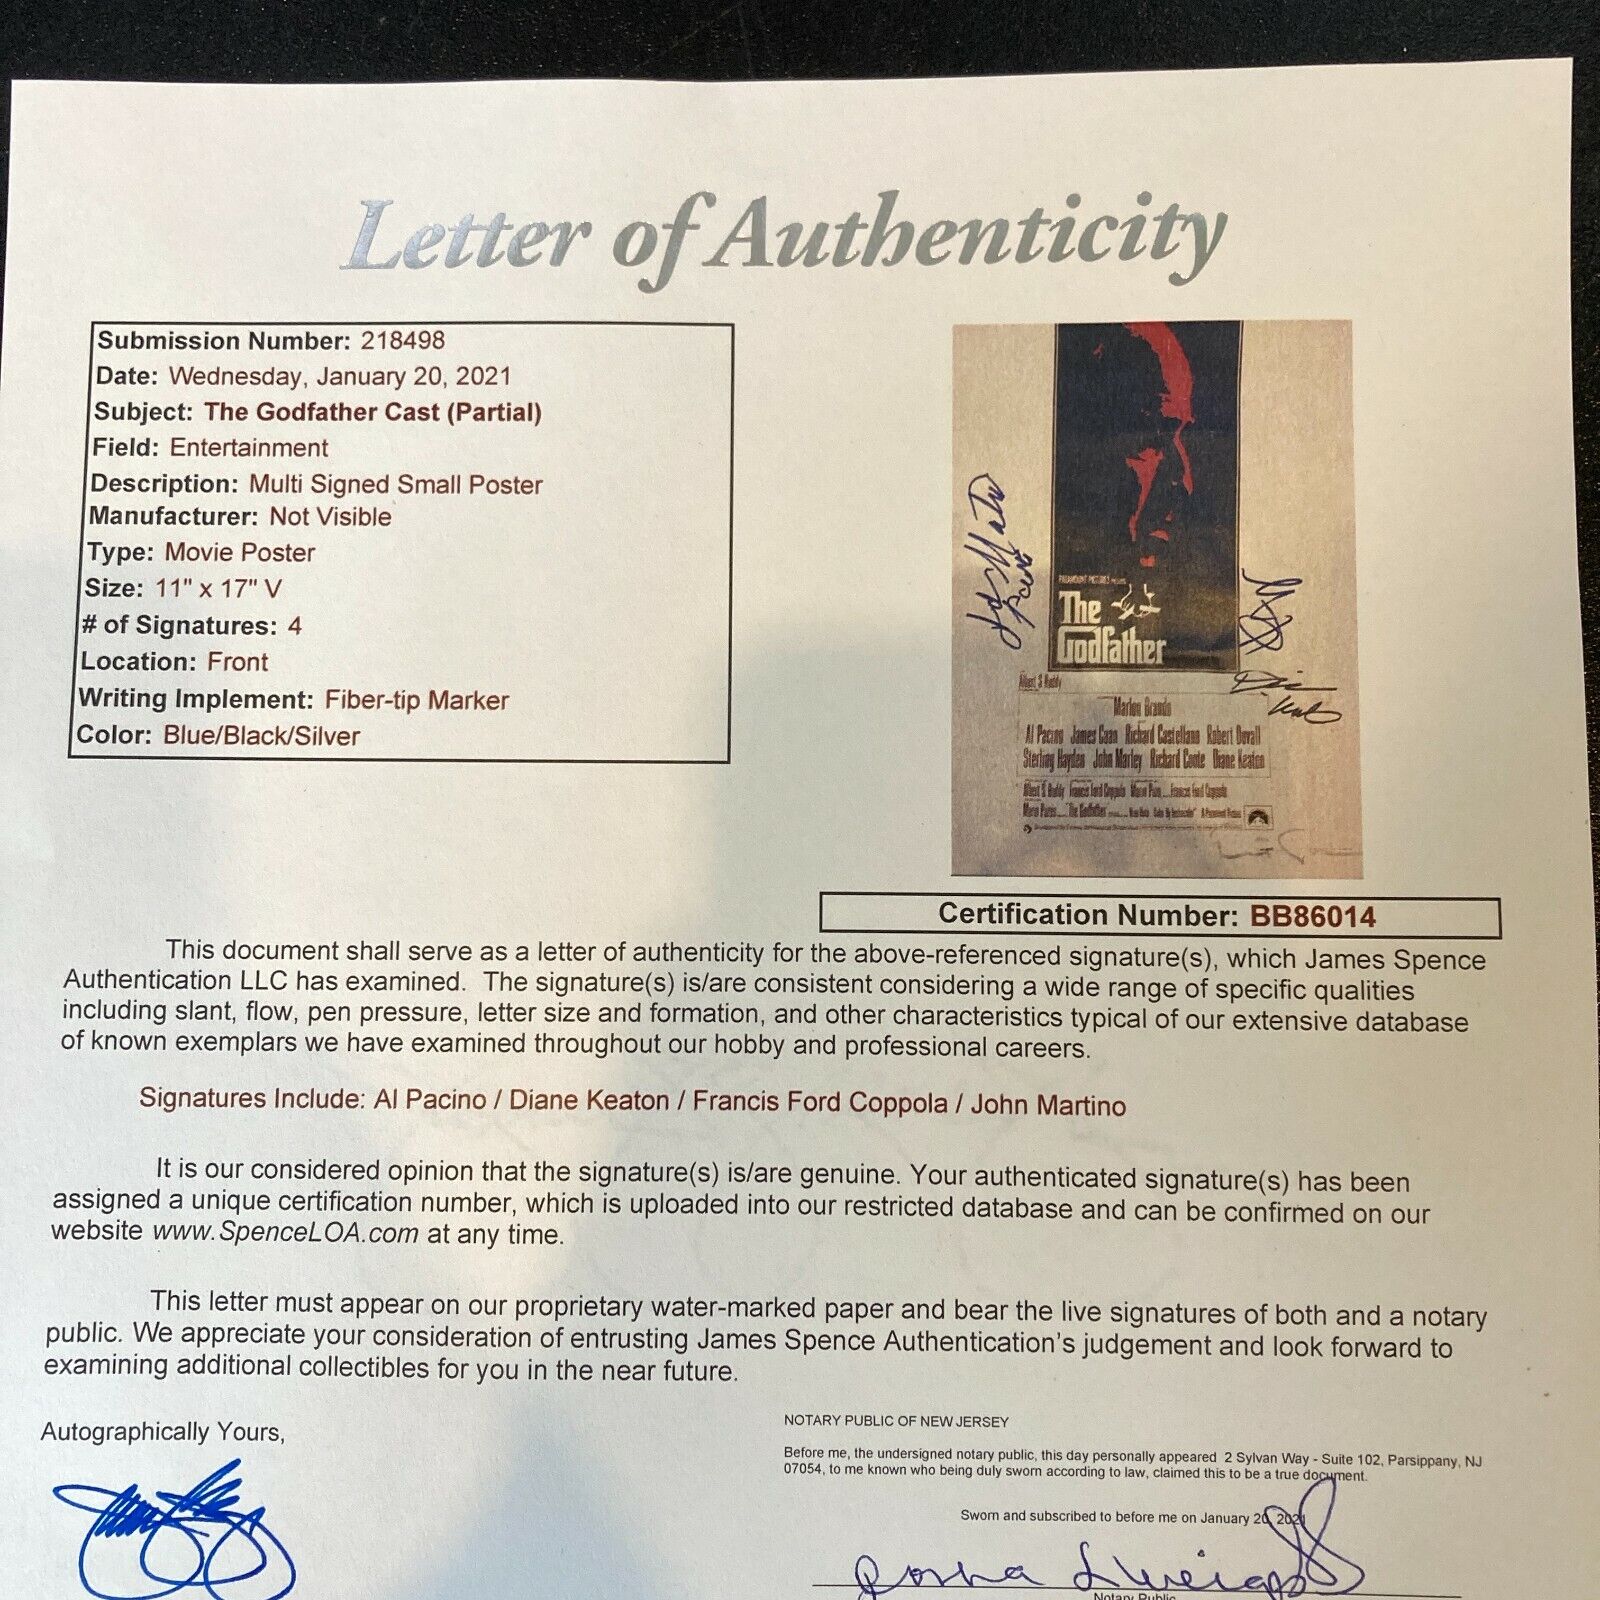 Letter of Authenticity
Submission Number: 218498
Date: Wednesday, January 20, 2021
Subject: The Godfather Cast (Partial)
Field: Entertainment
Description: Multi Signed Small Poster
Manufacturer: Not Visible
Type: Movie Poster
Size: 11" x 17" V
# of Signatures: 4
Location: Front
Writing Implement: Fiber-tip Marker
Color: Blue/Black/Silver
The
Godfather
Albert S Ruddy
Marlon Brando
Al Pacino James Caan Richard Castellano Robert Duvall
Sterling Hayden John Marley Richard Conte Diane Keaton
Certification Number: BB86014
This document shall serve as a letter of authenticity for the above-referenced signature(s), which James Spence
Authentication LLC has examined. The signature(s) is/are consistent considering a wide range of specific qualities
including slant, flow, pen pressure, letter size and formation, and other characteristics typical of our extensive database
of known exemplars we have examined throughout our hobby and professional careers.
Signatures Include: Al Pacino / Diane Keaton / Francis Ford Coppola / John Martino
It is our considered opinion that the signature(s) is/are genuine. Your authenticated signature(s) has been
assigned a unique certification number, which is uploaded into our restricted database and can be confirmed on our
website www.SpenceLOA.com at any time.
This letter must appear on our proprietary water-marked paper and bear the live signatures of both and a notary
public. We appreciate your consideration of entrusting James Spence Authentication's judgement and look forward to
examining additional collectibles for you in the near future.
Autographically Yours,
NOTARY PUBLIC OF NEW JERSEY
Before me, the undersigned notary public, this day personally appeared 2 Sylvan Way - Suite 102, Parsippany, NJ
07054, to me known who being duly sworn according to law, claimed this to be a true document.
Sworn and subscribed to before me on January 20, 2021
Notary Public